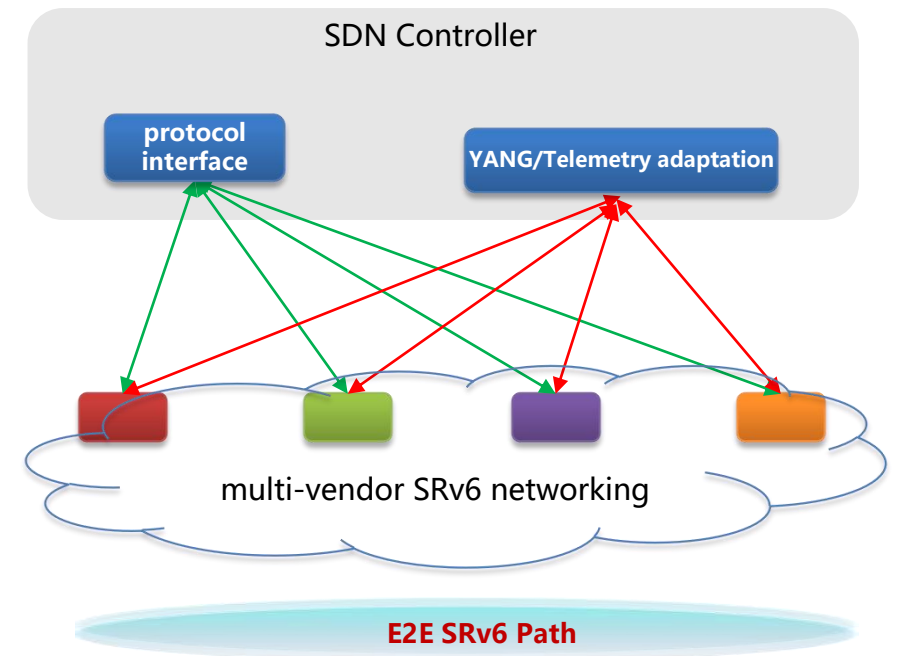 SDN Controller
protocol
interface
YANG/Telemetry adaptation
multi-vendor SRv6 networking
E2E SRv6 Path